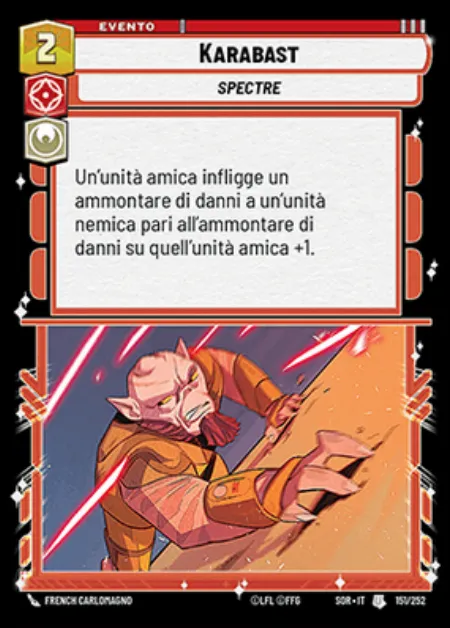 EVENTO
2
KARABAST
SPECTRE
Un'unità amica infligge un
ammontare di danni a un'unità
nemica pari all'ammontare di
danni su quell'unità amica +1.
FRENCH CARLOMAGNO
©LFL ©FFG
SOR • IT
151/252